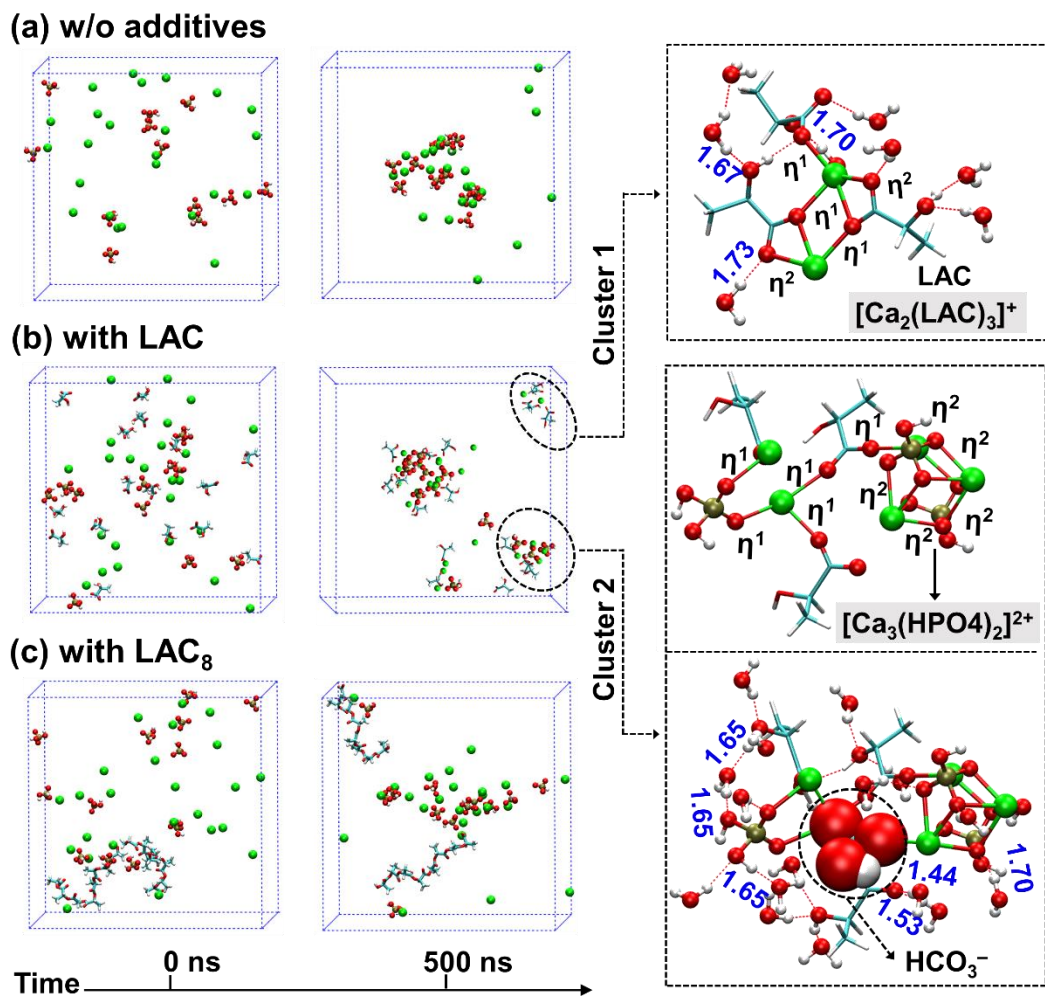 (a) w/o additives
(b) with LAC
(c) with LAC₈
Time
0 ns
500 ns
Cluster 1
Cluster 2
1.70
1.67
η¹
η²
η¹
η¹
1.73
η²
LAC
[Ca₂(LAC)₃]⁺
η²
η¹
η²
η¹
η¹
η²
η¹
η²
η¹
η²
[Ca₃(HPO4)₂]²⁺
1.65
1.65
1.44
1.70
1.65
1.53
HCO₃⁻